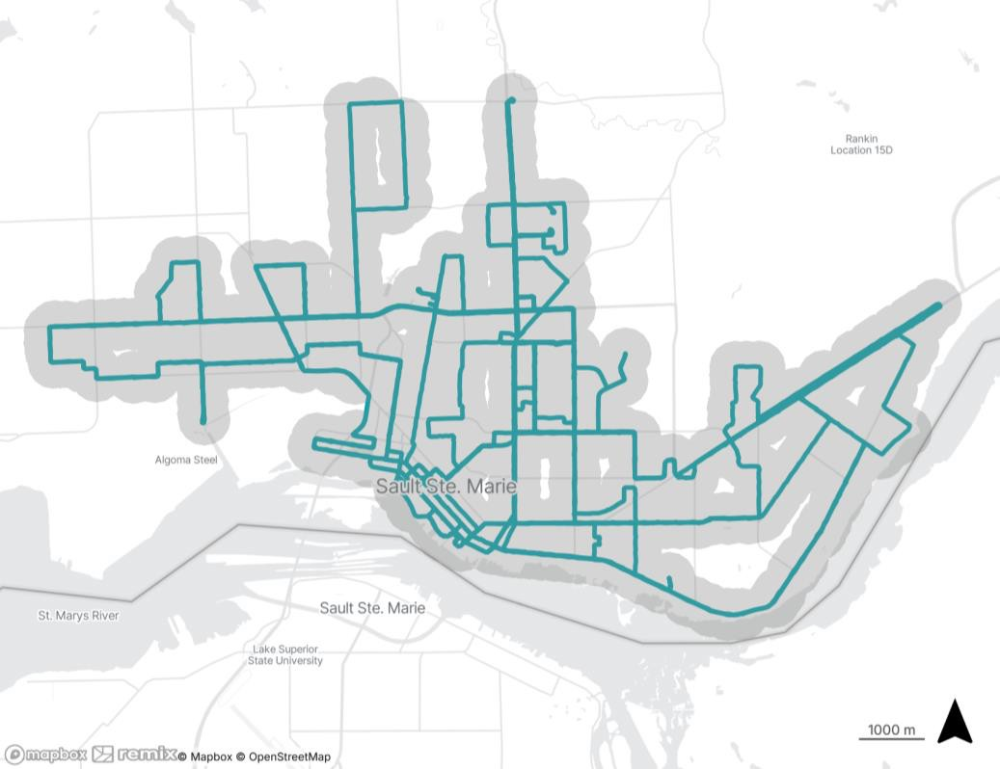 Rankin
Location 15D
Algoma Steel
Sault Ste. Marie
St. Marys River
Sault Ste. Marie
Lake Superior
State University
1000 m
mapbox remix © Mapbox © OpenStreetMap